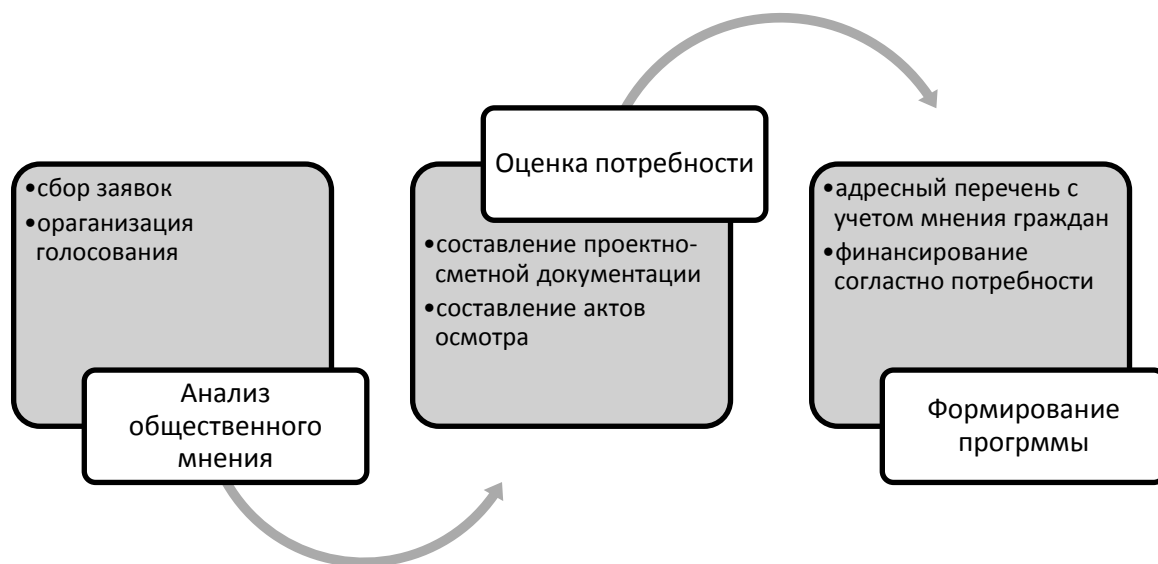 •сбор заявок
•ораганизация
голосования
Анализ
общественного
мнения
Оценка потребности
•составление проектно-
сметной документации
•составление актов
осмотра
•адресный перечень с
учетом мнения граждан
•финансирование
согластно потребности
Формирование
прогрммы